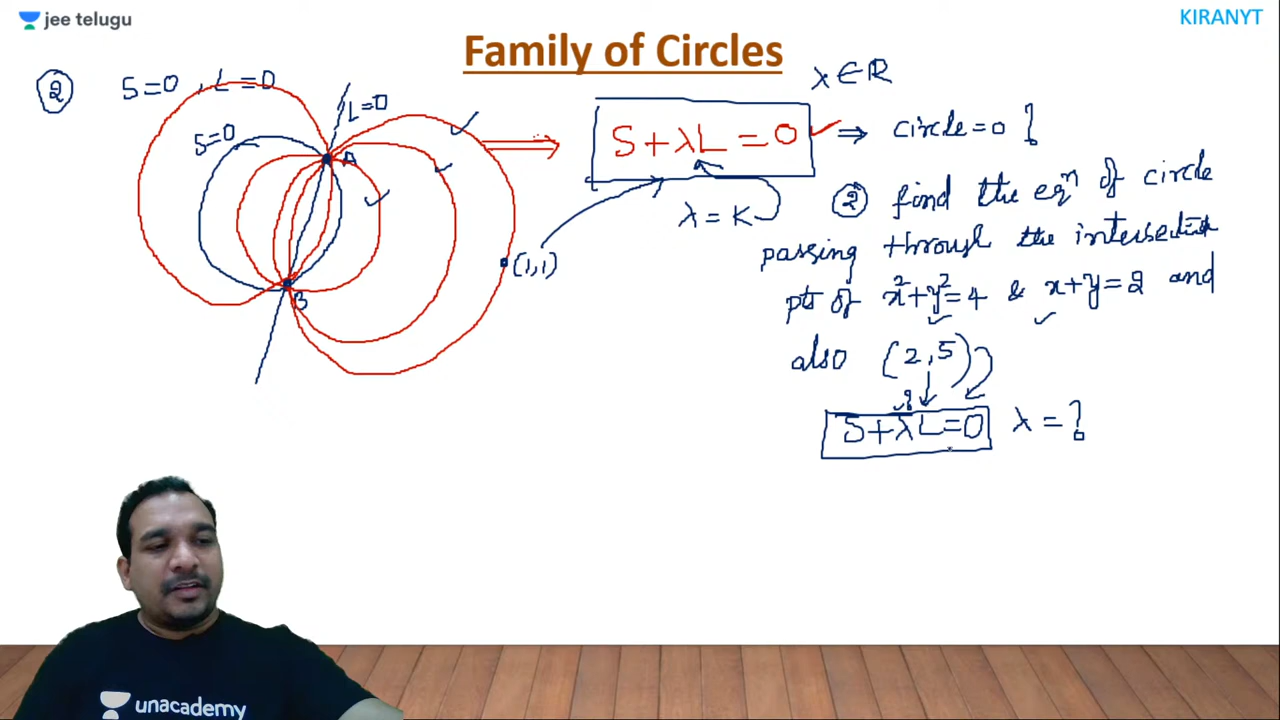 jee telugu
KIRANYT
Family of Circles
② S=0 , L=0
L=0
S=0
A
B
(1,1)
λ∈ℝ
S+λL=0 ⇒ circle=0 ?
λ=K
② find the eqⁿ of circle
passing through the intersection
pts of x²+y²=4 & x+y=2 and
also (2,5)
?
S+λL=0 λ=?
unacademy